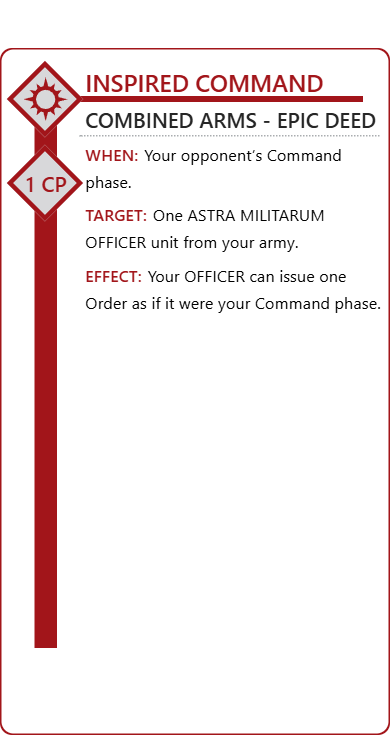 INSPIRED COMMAND
COMBINED ARMS - EPIC DEED
1 CP
WHEN: Your opponent’s Command
phase.
TARGET: One ASTRA MILITARUM
OFFICER unit from your army.
EFFECT: Your OFFICER can issue one
Order as if it were your Command phase.